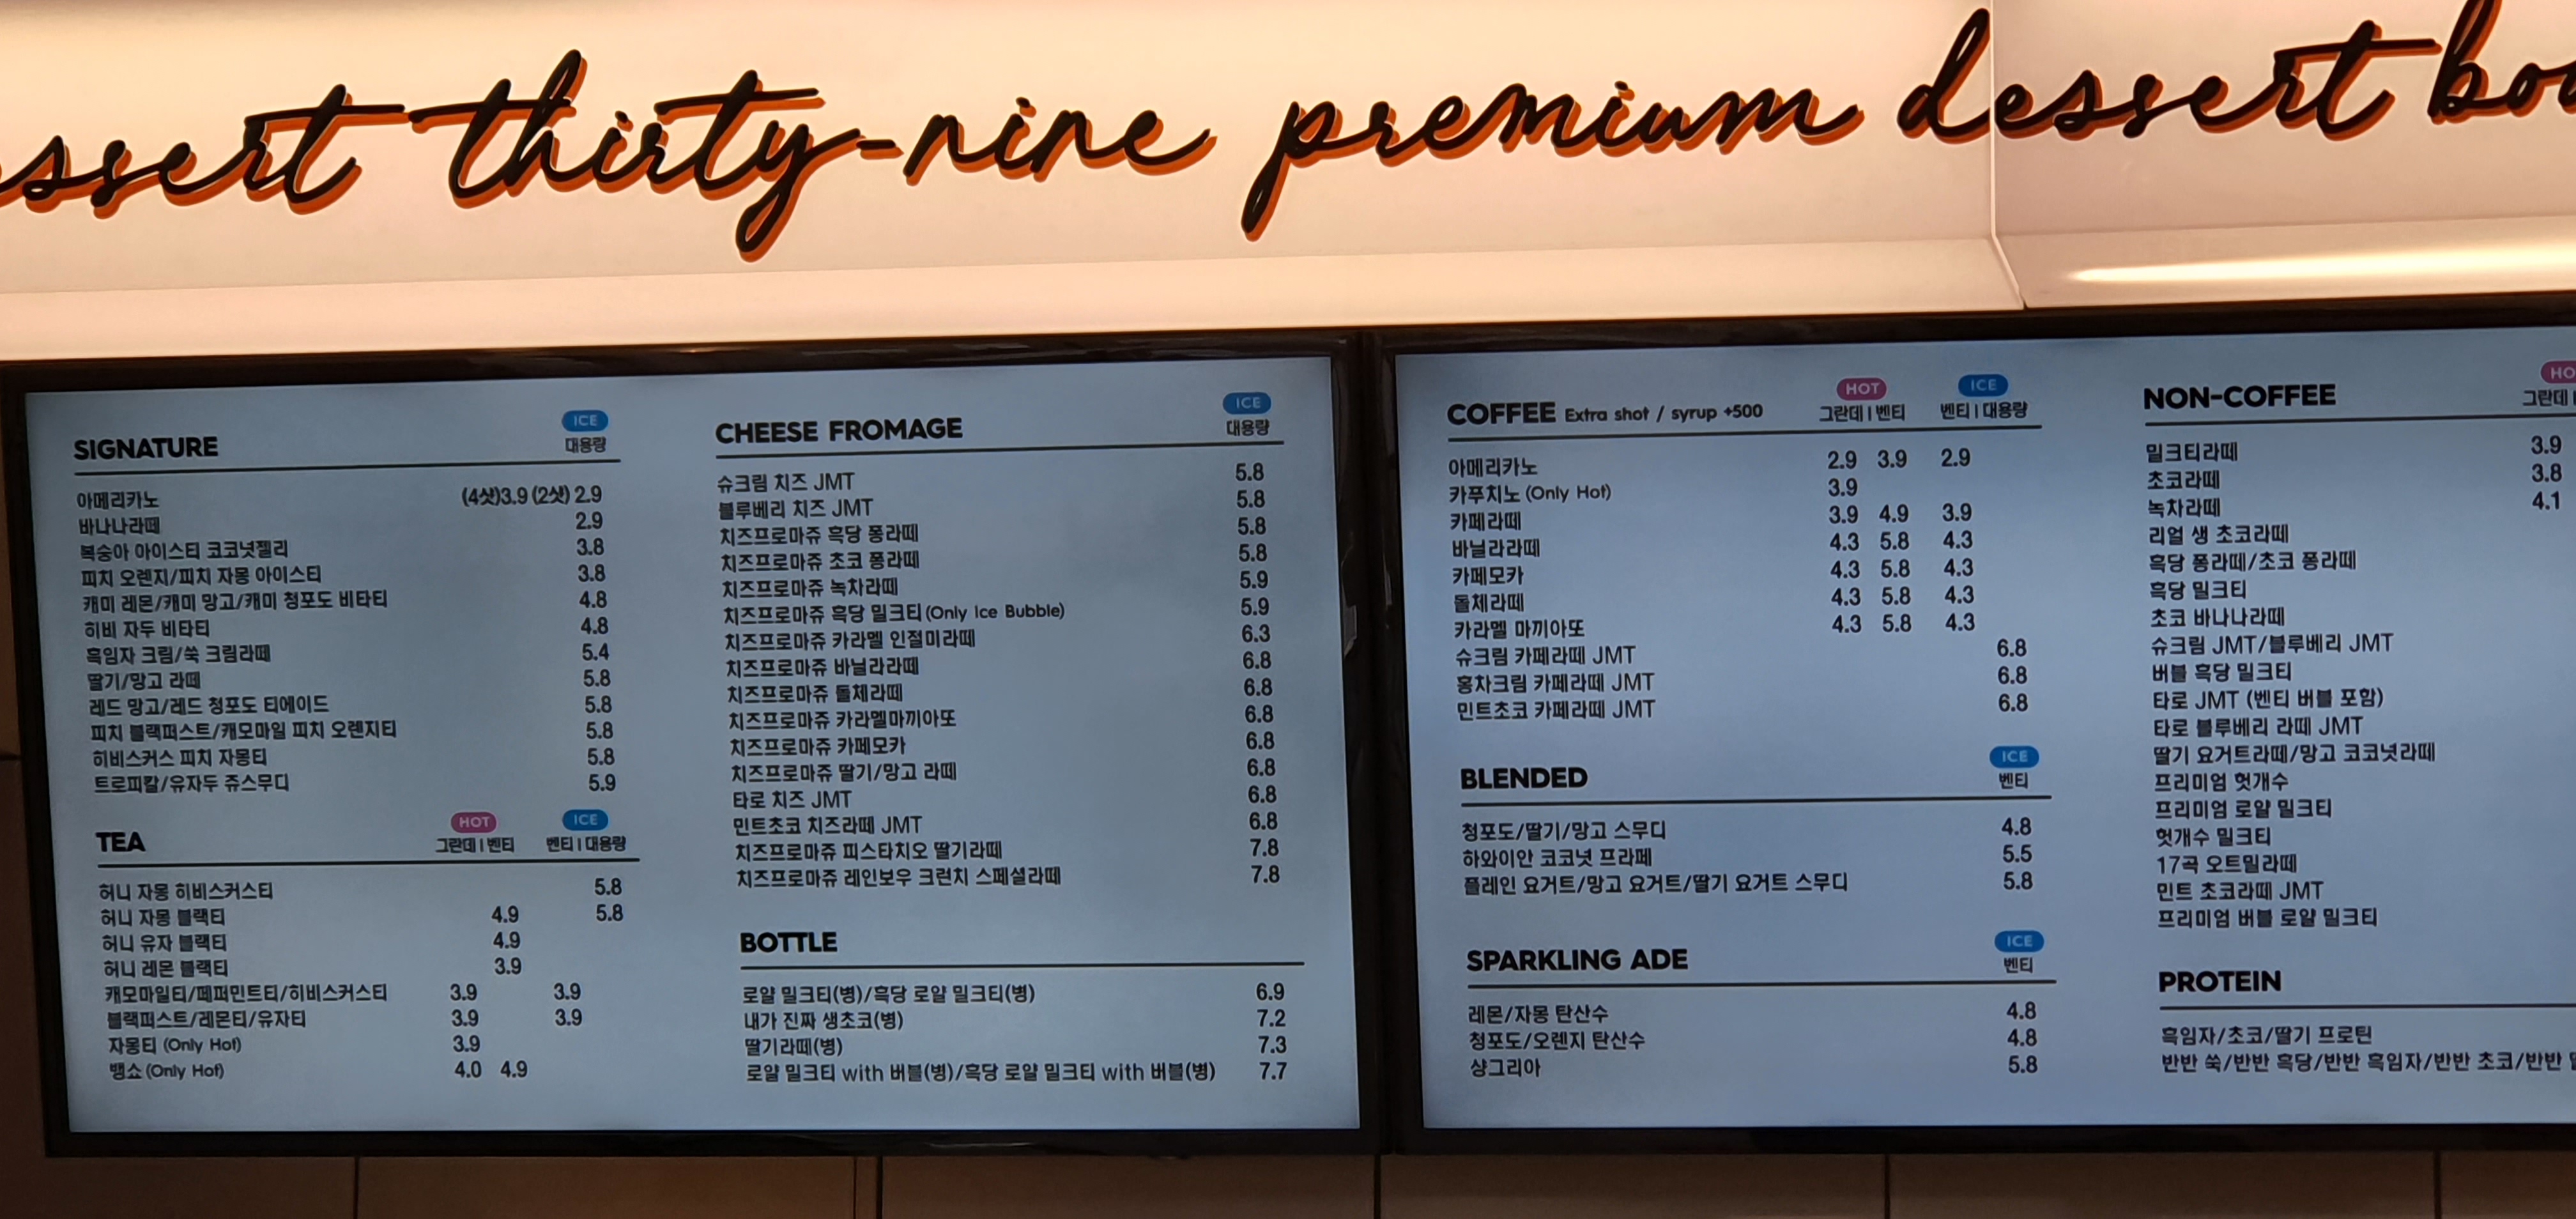 ssert thirty-nine premium dessert bo
SIGNATURE
ICE
대용량
아메리카노 (4샷)3.9 (2샷) 2.9
바나나라떼 2.9
복숭아 아이스티 코코넛젤리 3.8
피치 오렌지/피치 자몽 아이스티 3.8
캐미 레몬/캐미 망고/캐미 청포도 비타티 4.8
히비 자두 비타티 4.8
흑임자 크림/쑥 크림라떼 5.4
딸기/망고 라떼 5.8
레드 망고/레드 청포도 티에이드 5.8
피치 블랙퍼스트/캐모마일 피치 오렌지티 5.8
히비스커스 피치 자몽티 5.8
트로피칼/유자두 쥬스무디 5.9
TEA
HOT ICE
그란데 | 벤티 벤티 | 대용량
허니 자몽 히비스커스티 5.8
허니 자몽 블랙티 4.9 5.8
허니 유자 블랙티 4.9
허니 레몬 블랙티 3.9
캐모마일티/페퍼민트티/히비스커스티 3.9 3.9
블랙퍼스트/레몬티/유자티 3.9 3.9
자몽티 (Only Hot) 3.9
뱅쇼 (Only Hot) 4.0 4.9
CHEESE FROMAGE
ICE
대용량
슈크림 치즈 JMT 5.8
블루베리 치즈 JMT 5.8
치즈프로마쥬 흑당 퐁라떼 5.8
치즈프로마쥬 초코 퐁라떼 5.8
치즈프로마쥬 녹차라떼 5.9
치즈프로마쥬 흑당 밀크티 (Only Ice Bubble) 5.9
치즈프로마쥬 카라멜 인절미라떼 6.3
치즈프로마쥬 바닐라라떼 6.8
치즈프로마쥬 돌체라떼 6.8
치즈프로마쥬 카라멜마끼아또 6.8
치즈프로마쥬 카페모카 6.8
치즈프로마쥬 딸기/망고 라떼 6.8
타로 치즈 JMT 6.8
민트초코 치즈라떼 JMT 6.8
치즈프로마쥬 피스타치오 딸기라떼 7.8
치즈프로마쥬 레인보우 크런치 스페셜라떼 7.8
BOTTLE
로얄 밀크티(병)/흑당 로얄 밀크티(병) 6.9
내가 진짜 생초코(병) 7.2
딸기라떼(병) 7.3
로얄 밀크티 with 버블(병)/흑당 로얄 밀크티 with 버블(병) 7.7
COFFEE Extra shot / syrup +500
HOT ICE
그란데 | 벤티 벤티 | 대용량
아메리카노 2.9 3.9 2.9
카푸치노 (Only Hot) 3.9
카페라떼 3.9 4.9 3.9
바닐라라떼 4.3 5.8 4.3
카페모카 4.3 5.8 4.3
돌체라떼 4.3 5.8 4.3
카라멜 마끼아또 4.3 5.8 4.3
슈크림 카페라떼 JMT 6.8
홍차크림 카페라떼 JMT 6.8
민트초코 카페라떼 JMT 6.8
BLENDED
ICE
벤티
청포도/딸기/망고 스무디 4.8
하와이안 코코넛 프라페 5.5
플레인 요거트/망고 요거트/딸기 요거트 스무디 5.8
SPARKLING ADE
ICE
벤티
레몬/자몽 탄산수 4.8
청포도/오렌지 탄산수 4.8
샹그리아 5.8
NON-COFFEE
HO
그란데
밀크티라떼 3.9
초코라떼 3.8
녹차라떼 4.1
리얼 생 초코라떼
흑당 퐁라떼/초코 퐁라떼
흑당 밀크티
초코 바나나라떼
슈크림 JMT/블루베리 JMT
버블 흑당 밀크티
타로 JMT (벤티 버블 포함)
타로 블루베리 라떼 JMT
딸기 요거트라떼/망고 코코넛라떼
프리미엄 헛개수
프리미엄 로얄 밀크티
헛개수 밀크티
17곡 오트밀라떼
민트 초코라떼 JMT
프리미엄 버블 로얄 밀크티
PROTEIN
흑임자/초코/딸기 프로틴
반반 쑥/반반 흑당/반반 흑임자/반반 초코/반반